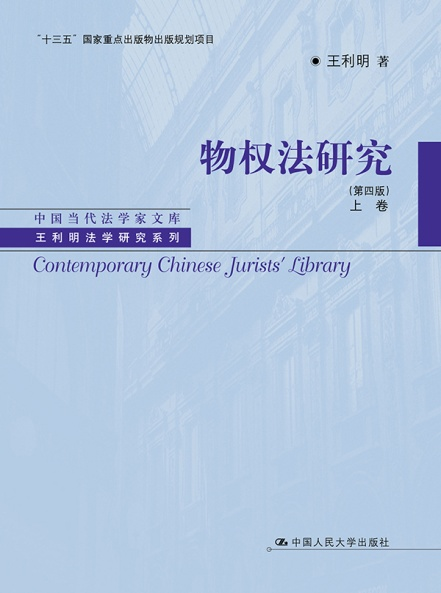 “十三五”国家重点出版物出版规划项目
◉ 王利明 著
物权法研究
(第四版)
上 卷
中国当代法学家文库
王利明法学研究系列
Contemporary Chinese Jurists' Library
中国人民大学出版社